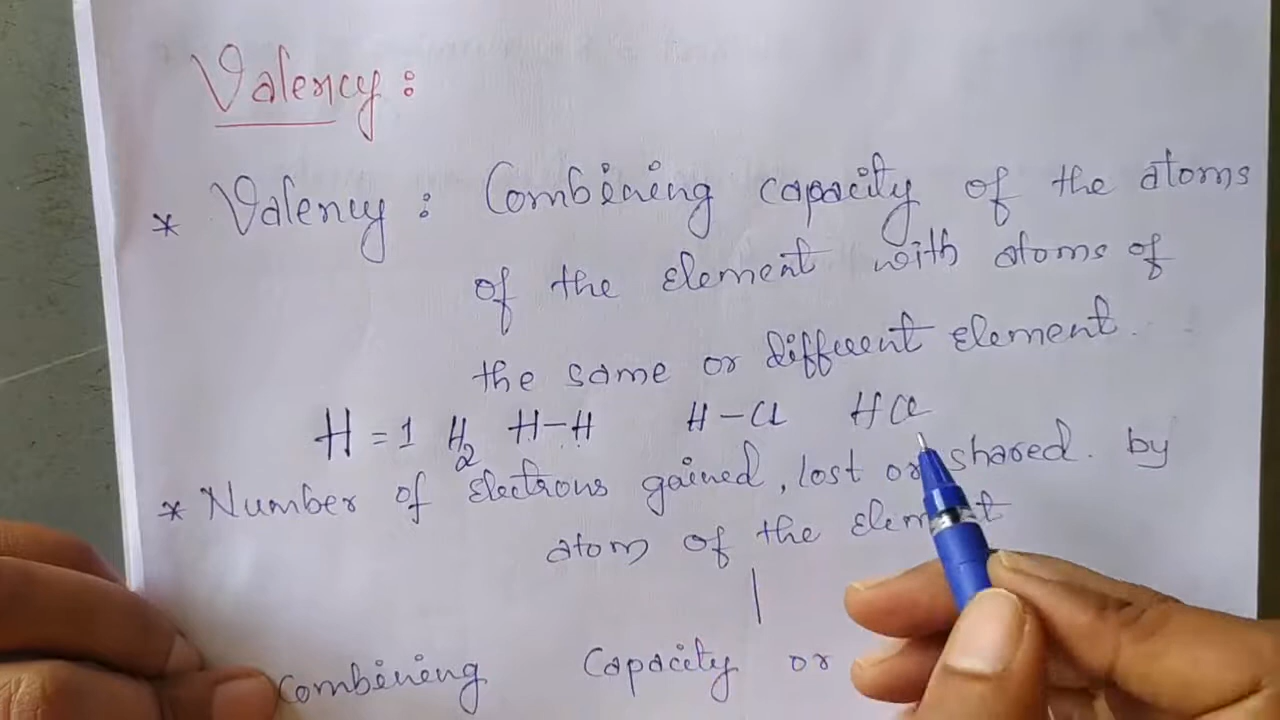 Valency :
* Valency : Combining capacity of the atoms
of the element with atoms of
the same or different element.
H = 1 H2 H-H H-Cl HCl
* Number of electrons gained, lost or shared. by
atom of the element
|
Combining Capacity or